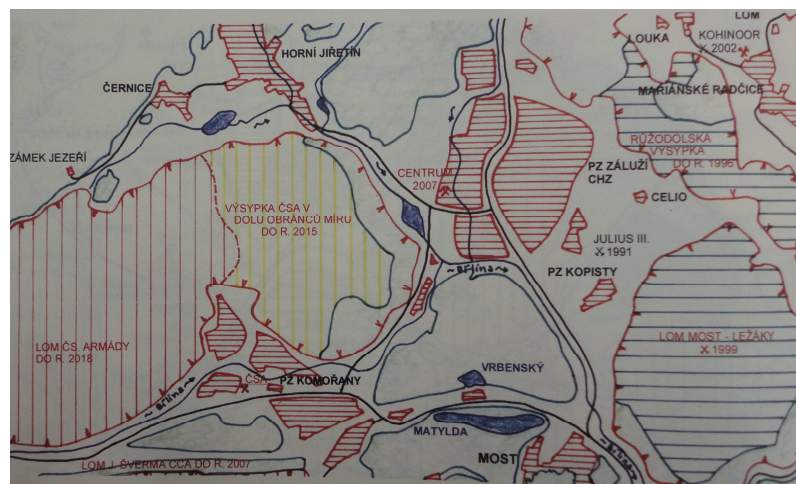 LOM
HORNÍ JIŘETÍN
LOUKA
KOHINOOR
⚒ 2002
ČERNICE
MARIÁNSKÉ RADČICE
ZÁMEK JEZEŘÍ
RŮŽODOLSKÁ
VÝSYPKA
DO R. 1996
CENTRUM
2007
PZ ZÁLUŽÍ
CHZ
CELIO
VÝSYPKA ČSA V
DOLU OBRÁNCŮ MÍRU
DO R. 2015
JULIUS III.
⚒ 1991
~ BÍLINA →
PZ KOPISTY
LOM ČS. ARMÁDY
DO R. 2018
LOM MOST - LEŽÁKY
⚒ 1999
VRBENSKÝ
ČSA
PZ KOMOŘANY
~ BÍLINA →
MATYLDA
MOST
LOM J. ŠVERMA CCA DO R. 2007
BÍLINA